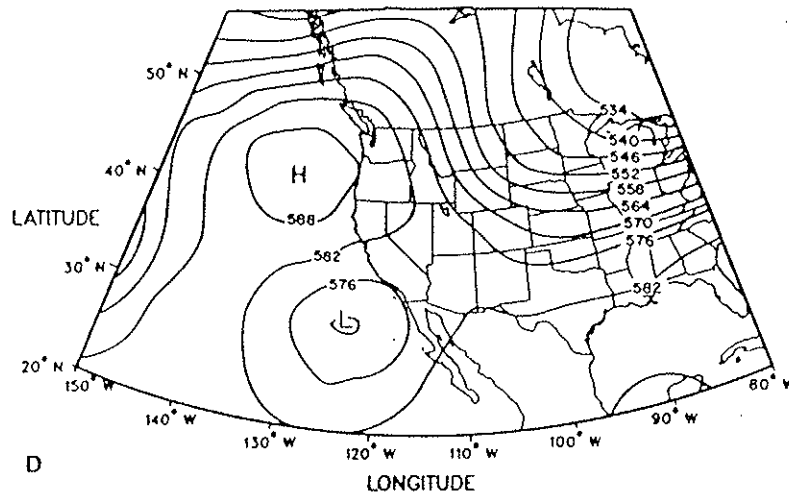 50° N
534
540
546
40° N
H
552
558
588
564
LATITUDE
570
582
576
30° N
576
582
L
20° N
150° W
80° W
140° W
90° W
130° W
100° W
120° W
110° W
D
LONGITUDE